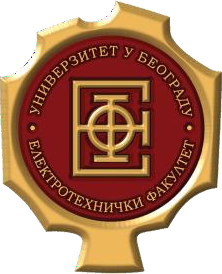 УНИВЕРЗИТЕТ У БЕОГРАДУ
ЕЛЕКТРОТЕХНИЧКИ ФАКУЛТЕТ